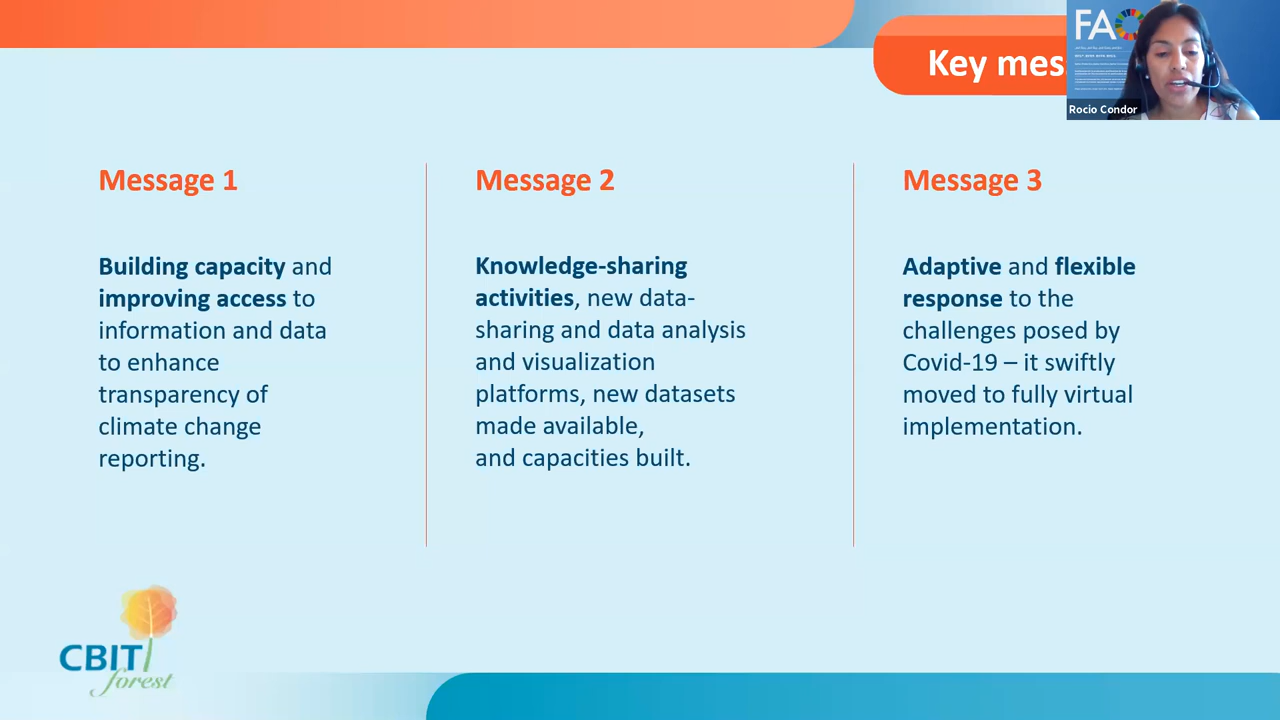 Key mes
FAO
Rocio Condor
Message 1
Building capacity and
improving access to
information and data
to enhance
transparency of
climate change
reporting.
Message 2
Knowledge-sharing
activities, new data-
sharing and data analysis
and visualization
platforms, new datasets
made available,
and capacities built.
Message 3
Adaptive and flexible
response to the
challenges posed by
Covid-19 – it swiftly
moved to fully virtual
implementation.
CBIT
forest